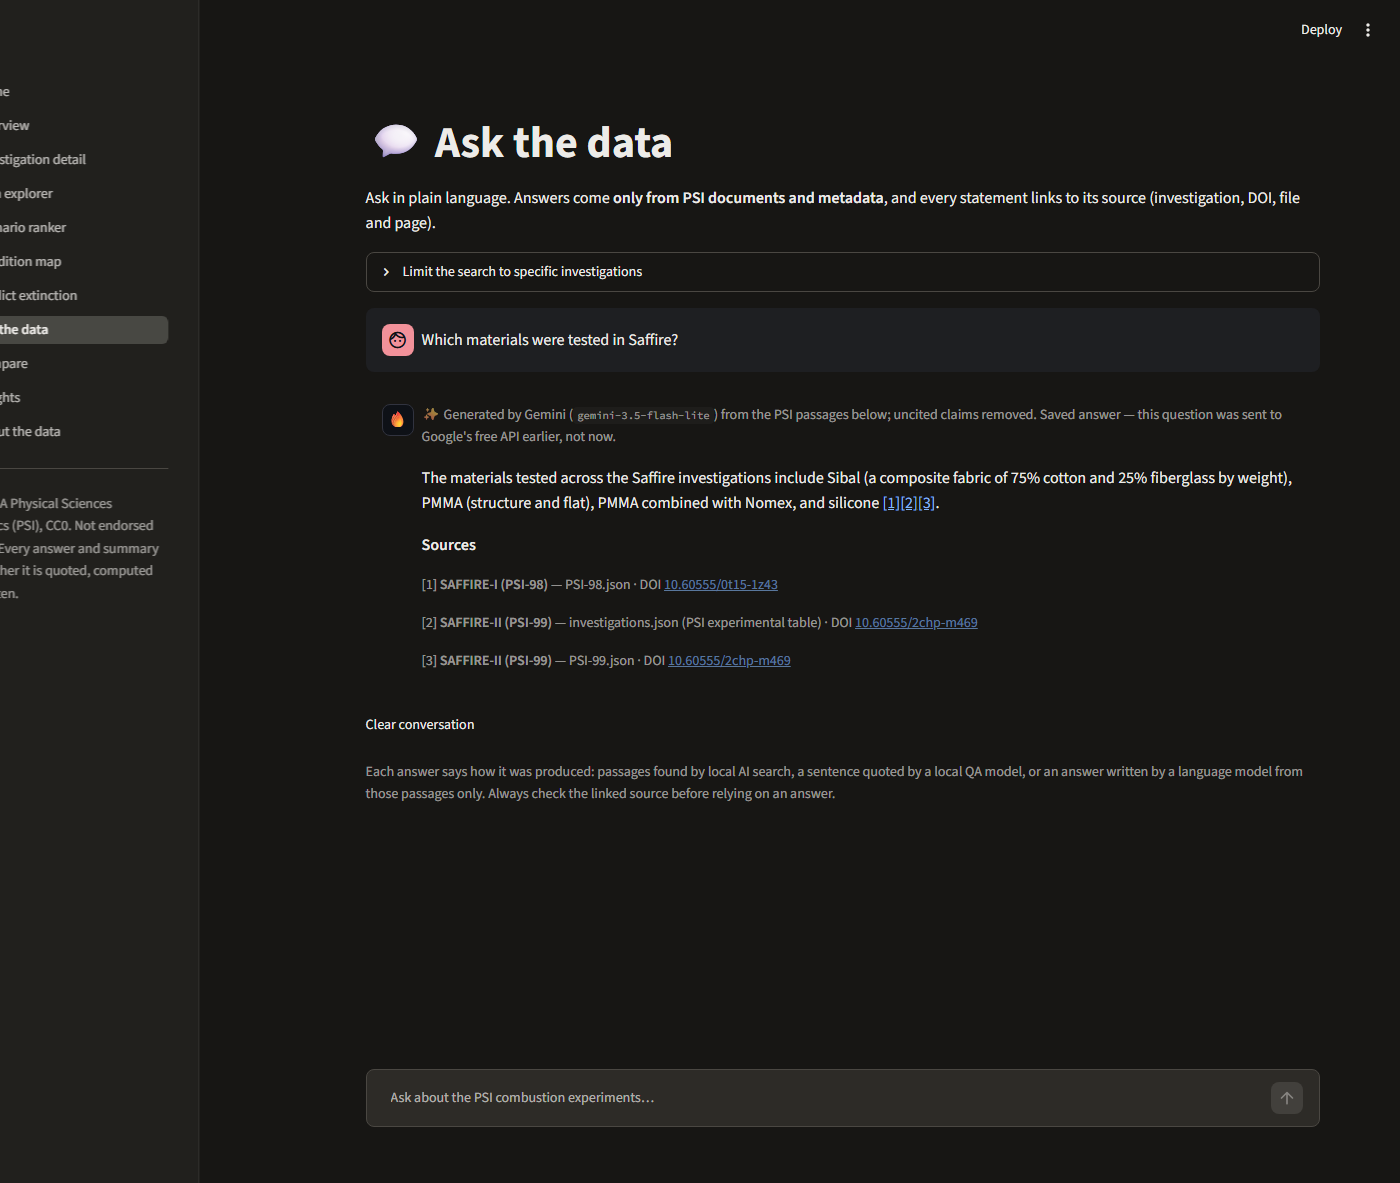 Deploy
ne
rview
stigation detail
explorer
nario ranker
dition map
lict extinction
the data
npare
ghts
ut the data
A Physical Sciences
cs (PSI), CC0. Not endorsed
Every answer and summary
her it is quoted, computed
ten.
Ask the data
Ask in plain language. Answers come only from PSI documents and metadata, and every statement links to its source (investigation, DOI, file
and page).
Limit the search to specific investigations
Which materials were tested in Saffire?
Generated by Gemini ( gemini-3.5-flash-lite ) from the PSI passages below; uncited claims removed. Saved answer — this question was sent to
Google's free API earlier, not now.
The materials tested across the Saffire investigations include Sibal (a composite fabric of 75% cotton and 25% fiberglass by weight),
PMMA (structure and flat), PMMA combined with Nomex, and silicone [1][2][3].
Sources
[1] SAFFIRE-I (PSI-98) — PSI-98.json · DOI 10.60555/0t15-1z43
[2] SAFFIRE-II (PSI-99) — investigations.json (PSI experimental table) · DOI 10.60555/2chp-m469
[3] SAFFIRE-II (PSI-99) — PSI-99.json · DOI 10.60555/2chp-m469
Clear conversation
Each answer says how it was produced: passages found by local AI search, a sentence quoted by a local QA model, or an answer written by a language model from
those passages only. Always check the linked source before relying on an answer.
Ask about the PSI combustion experiments…